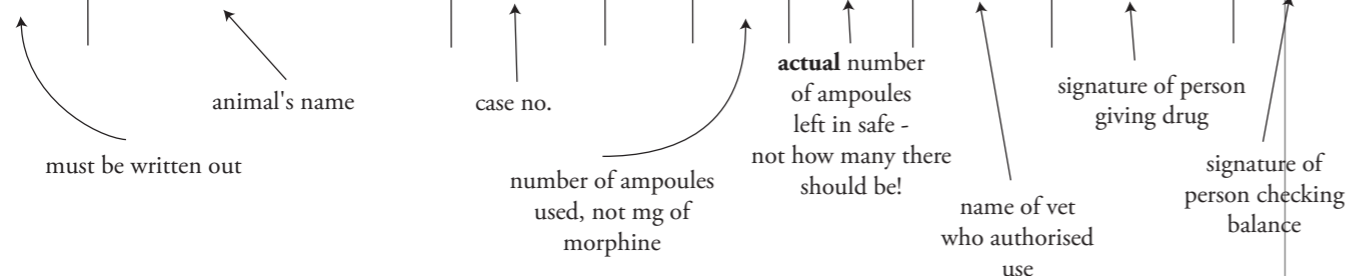 must be written out
animal's name
case no.
number of ampoules
used, not mg of
morphine
actual number
of ampoules
left in safe -
not how many there
should be!
name of vet
who authorised
use
signature of person
giving drug
signature of
person checking
balance